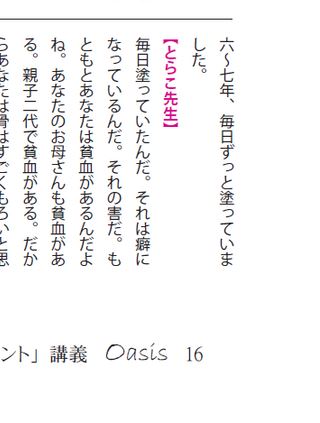 六～七年、毎日ずっと塗っていま
した。
【とらこ先生】
毎日塗っていたんだ。それは癖に
なっているんだ。それの害だ。も
ともとあなたは貧血があるんだよ
ね。あなたのお母さんも貧血があ
る。親子二代で貧血がある。だか
らあなたは骨はすごくもろいと思
ント」講義 Oasis 16